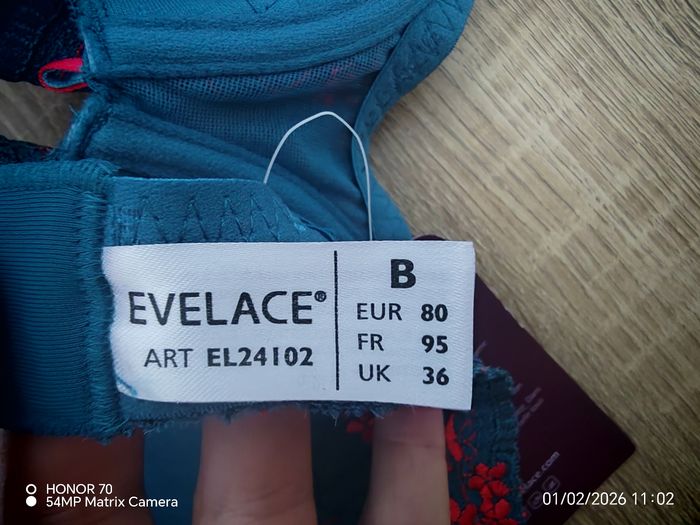 EVELACE®
ART EL24102
B
EUR 80
FR 95
UK 36
HONOR 70
54MP Matrix Camera
01/02/2026 11:02